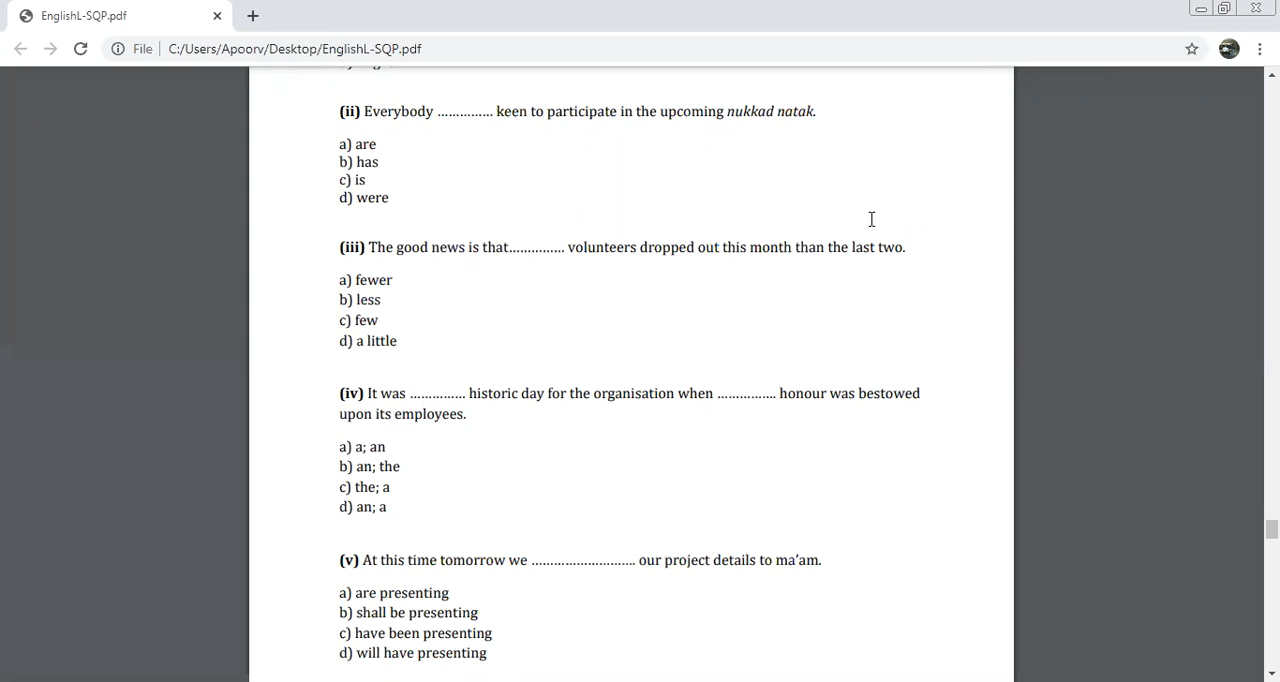 EnglishL-SQP.pdf
File | C:/Users/Apoorv/Desktop/EnglishL-SQP.pdf
(ii) Everybody …………… keen to participate in the upcoming nukkad natak.
a) are
b) has
c) is
d) were
(iii) The good news is that…………… volunteers dropped out this month than the last two.
a) fewer
b) less
c) few
d) a little
(iv) It was …………… historic day for the organisation when ……………. honour was bestowed
upon its employees.
a) a; an
b) an; the
c) the; a
d) an; a
(v) At this time tomorrow we ………………………. our project details to ma’am.
a) are presenting
b) shall be presenting
c) have been presenting
d) will have presenting